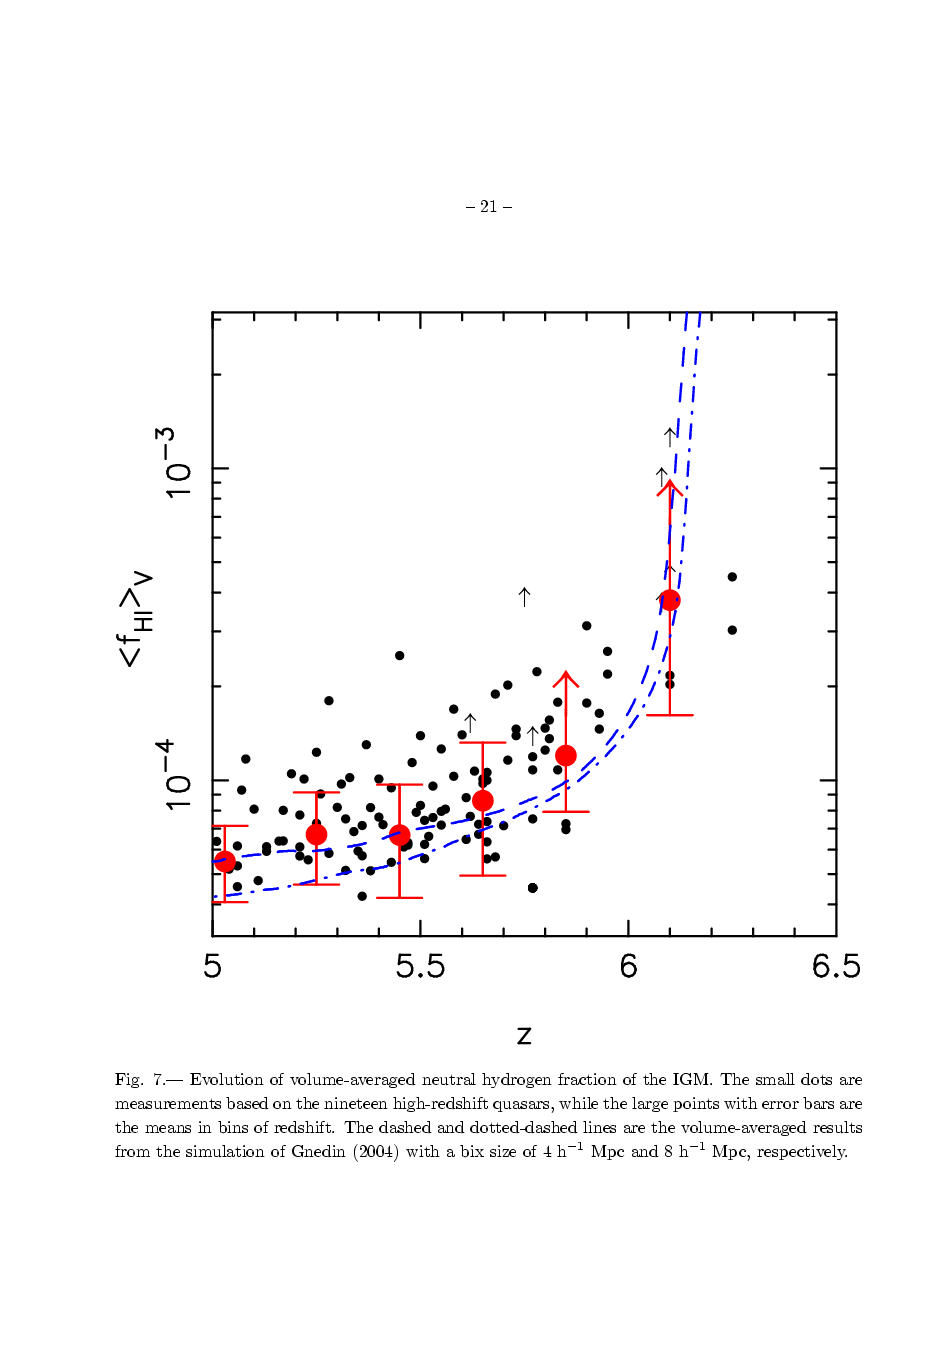 – 21 –
10⁻³
<f_HI>_V
10⁻⁴
5 5.5 6 6.5
z
Fig. 7.— Evolution of volume-averaged neutral hydrogen fraction of the IGM. The small dots are
measurements based on the nineteen high-redshift quasars, while the large points with error bars are
the means in bins of redshift. The dashed and dotted-dashed lines are the volume-averaged results
from the simulation of Gnedin (2004) with a bix size of 4 h⁻¹ Mpc and 8 h⁻¹ Mpc, respectively.